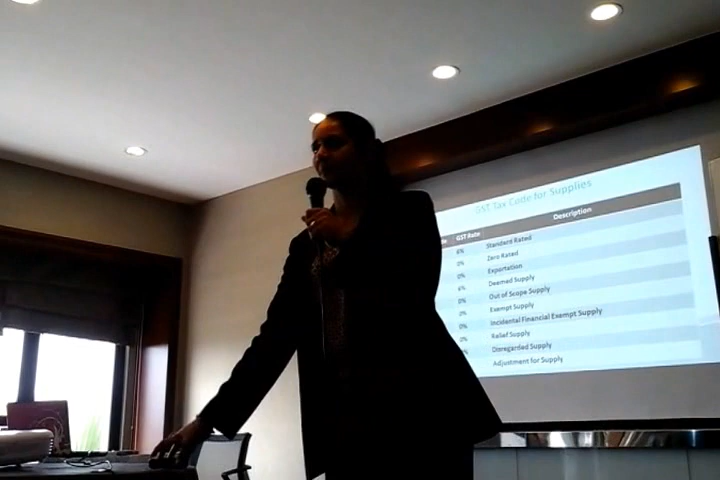 GST Tax Code for Supplies
GST Rate Description
6% Standard Rated
0% Zero Rated
0% Exportation
6% Deemed Supply
0% Out of Scope Supply
0% Exempt Supply
0% Incidental Financial Exempt Supply
Relief Supply
Disregarded Supply
Adjustment for Supply